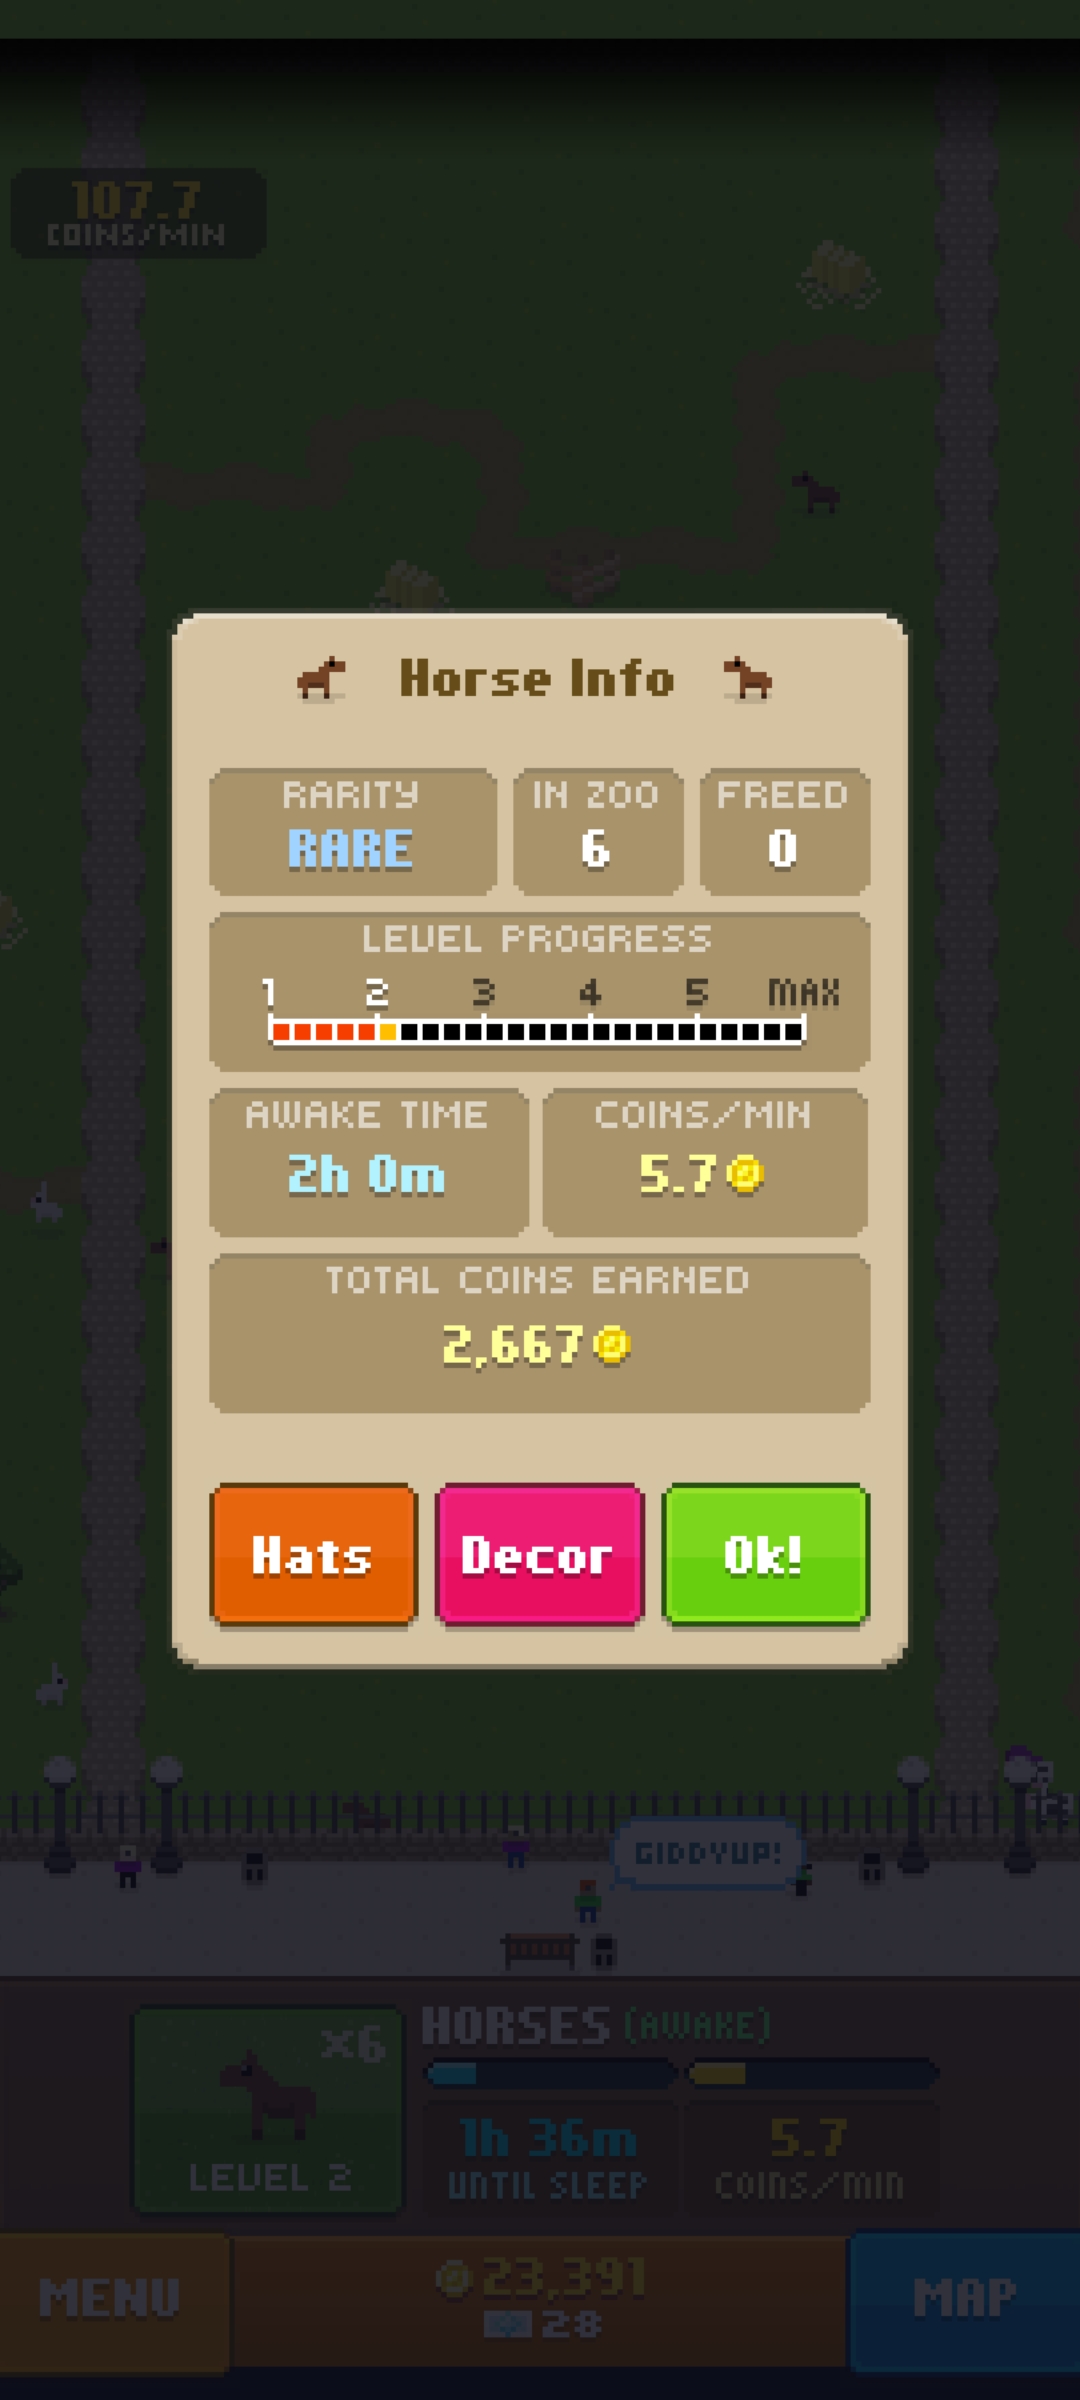 107.7
COINS/MIN
Horse Info
RARITY
RARE
IN ZOO
6
FREED
0
LEVEL PROGRESS
1 2 3 4 5 MAX
AWAKE TIME
2h 0m
COINS/MIN
5.7
TOTAL COINS EARNED
2,667
Hats
Decor
Ok!
GIDDYUP!
x6
LEVEL 2
HORSES (AWAKE)
1h 36m
UNTIL SLEEP
5.7
COINS/MIN
MENU
23,391
28
MAP